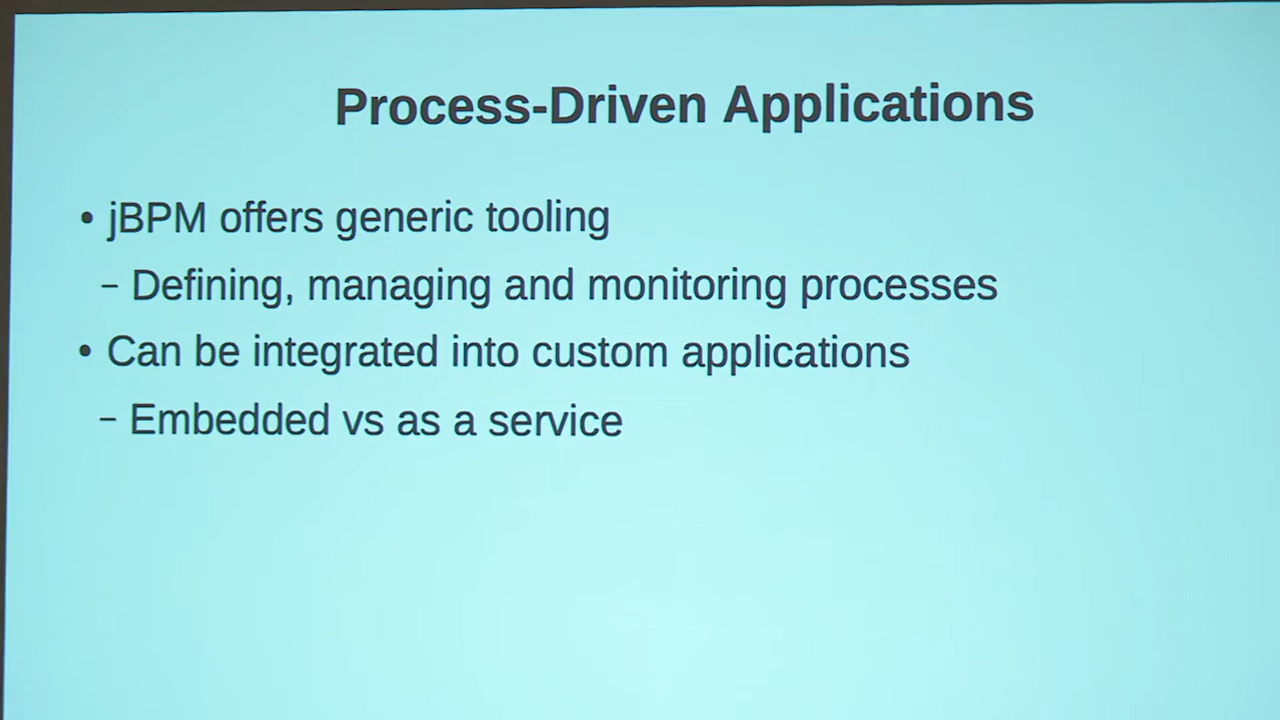 Process-Driven Applications
• jBPM offers generic tooling
– Defining, managing and monitoring processes
• Can be integrated into custom applications
– Embedded vs as a service